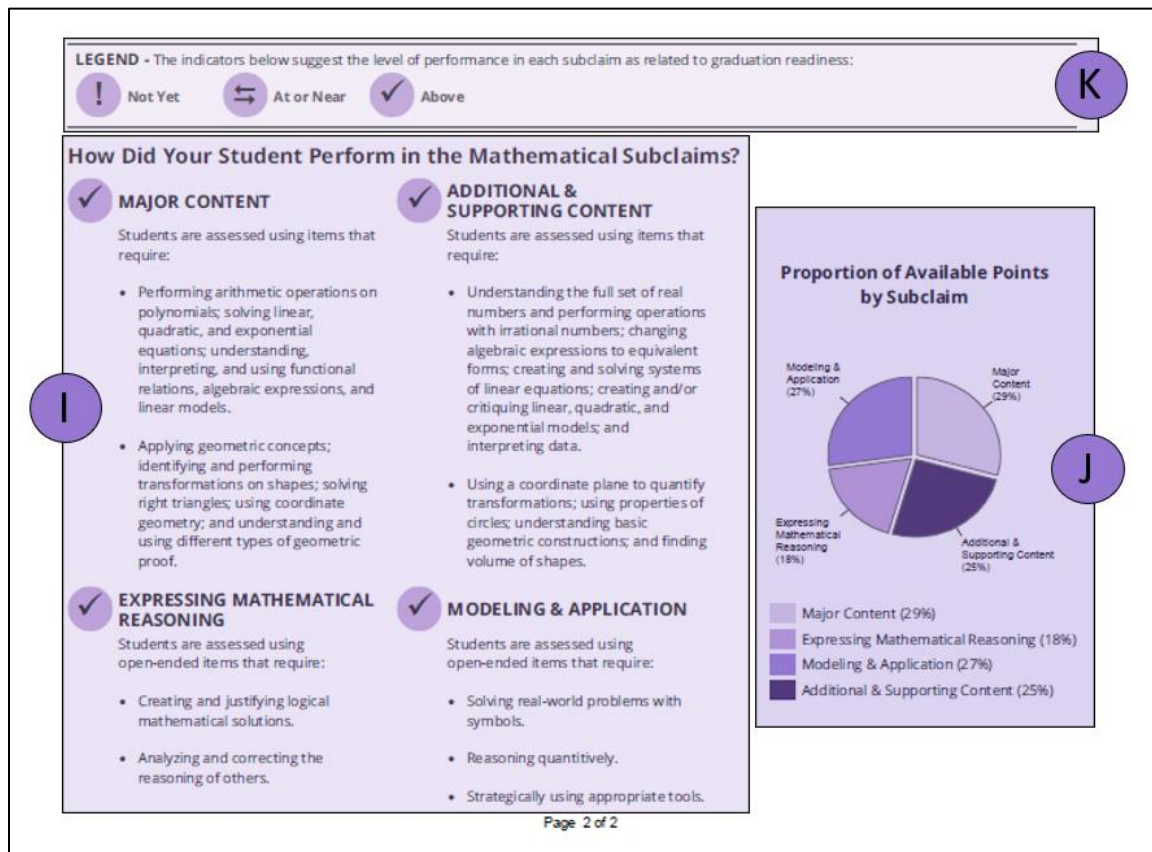 LEGEND - The indicators below suggest the level of performance in each subclaim as related to graduation readiness:
! Not Yet
At or Near
Above
K
How Did Your Student Perform in the Mathematical Subclaims?
MAJOR CONTENT
Students are assessed using items that
require:
• Performing arithmetic operations on
polynomials; solving linear,
quadratic, and exponential
equations; understanding,
interpreting, and using functional
relations, algebraic expressions, and
linear models.
• Applying geometric concepts;
identifying and performing
transformations on shapes; solving
right triangles; using coordinate
geometry; and understanding and
using different types of geometric
proof.
ADDITIONAL &
SUPPORTING CONTENT
Students are assessed using items that
require:
• Understanding the full set of real
numbers and performing operations
with irrational numbers; changing
algebraic expressions to equivalent
forms; creating and solving systems
of linear equations; creating and/or
critiquing linear, quadratic, and
exponential models; and
interpreting data.
• Using a coordinate plane to quantify
transformations; using properties of
circles; understanding basic
geometric constructions; and finding
volume of shapes.
EXPRESSING MATHEMATICAL
REASONING
Students are assessed using
open-ended items that require:
• Creating and justifying logical
mathematical solutions.
• Analyzing and correcting the
reasoning of others.
MODELING & APPLICATION
Students are assessed using
open-ended items that require:
• Solving real-world problems with
symbols.
• Reasoning quantitively.
• Strategically using appropriate tools.
I
Proportion of Available Points
by Subclaim
Modeling &
Application
(27%)
Major
Content
(29%)
Expressing
Mathematical
Reasoning
(18%)
Additional &
Supporting Content
(25%)
Major Content (29%)
Expressing Mathematical Reasoning (18%)
Modeling & Application (27%)
Additional & Supporting Content (25%)
J
Page 2 of 2